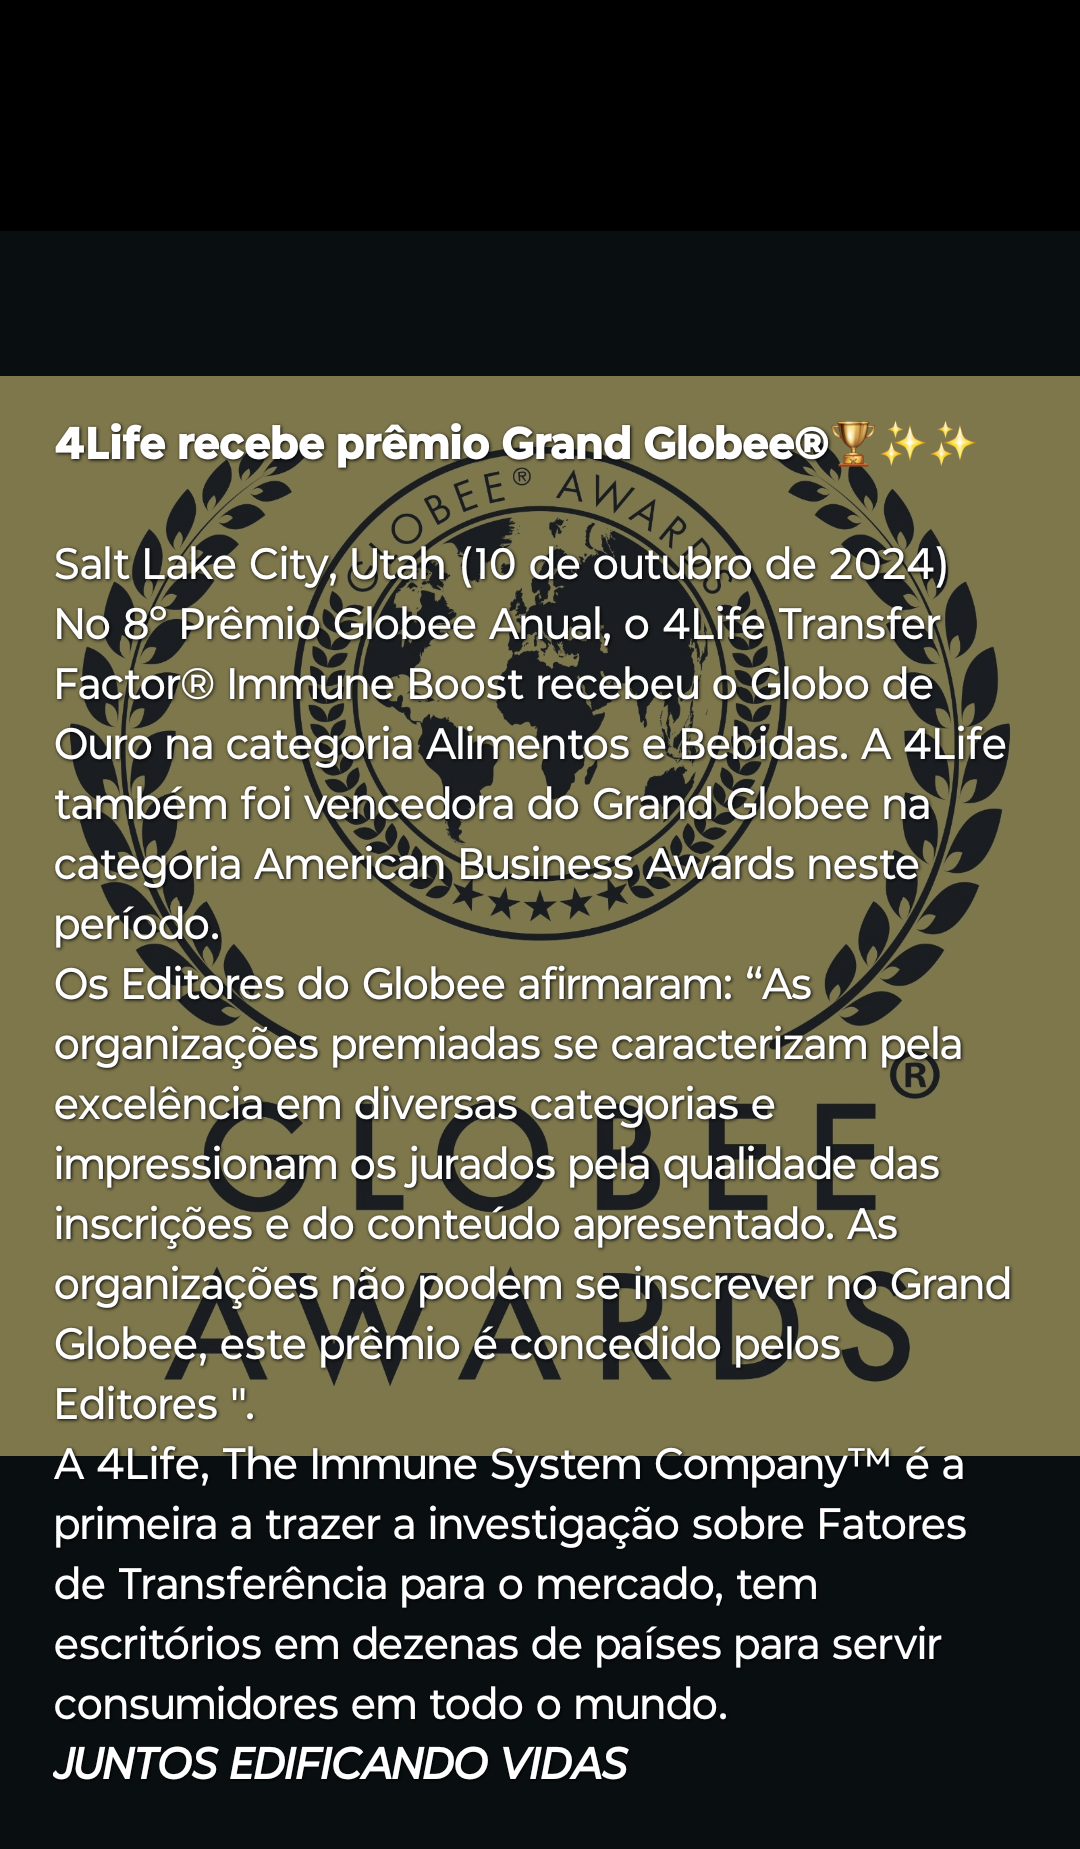 4Life recebe prêmio Grand Globee®🏆✨✨
GLOBEE® AWARDS
Salt Lake City, Utah (10 de outubro de 2024)
No 8º Prêmio Globee Anual, o 4Life Transfer
Factor® Immune Boost recebeu o Globo de
Ouro na categoria Alimentos e Bebidas. A 4Life
também foi vencedora do Grand Globee na
categoria American Business Awards neste
período.
Os Editores do Globee afirmaram: “As
organizações premiadas se caracterizam pela
excelência em diversas categorias e
impressionam os jurados pela qualidade das
inscrições e do conteúdo apresentado. As
organizações não podem se inscrever no Grand
Globee, este prêmio é concedido pelos
Editores ".
GLOBEE®
AWARDS
A 4Life, The Immune System Company™ é a
primeira a trazer a investigação sobre Fatores
de Transferência para o mercado, tem
escritórios em dezenas de países para servir
consumidores em todo o mundo.
JUNTOS EDIFICANDO VIDAS